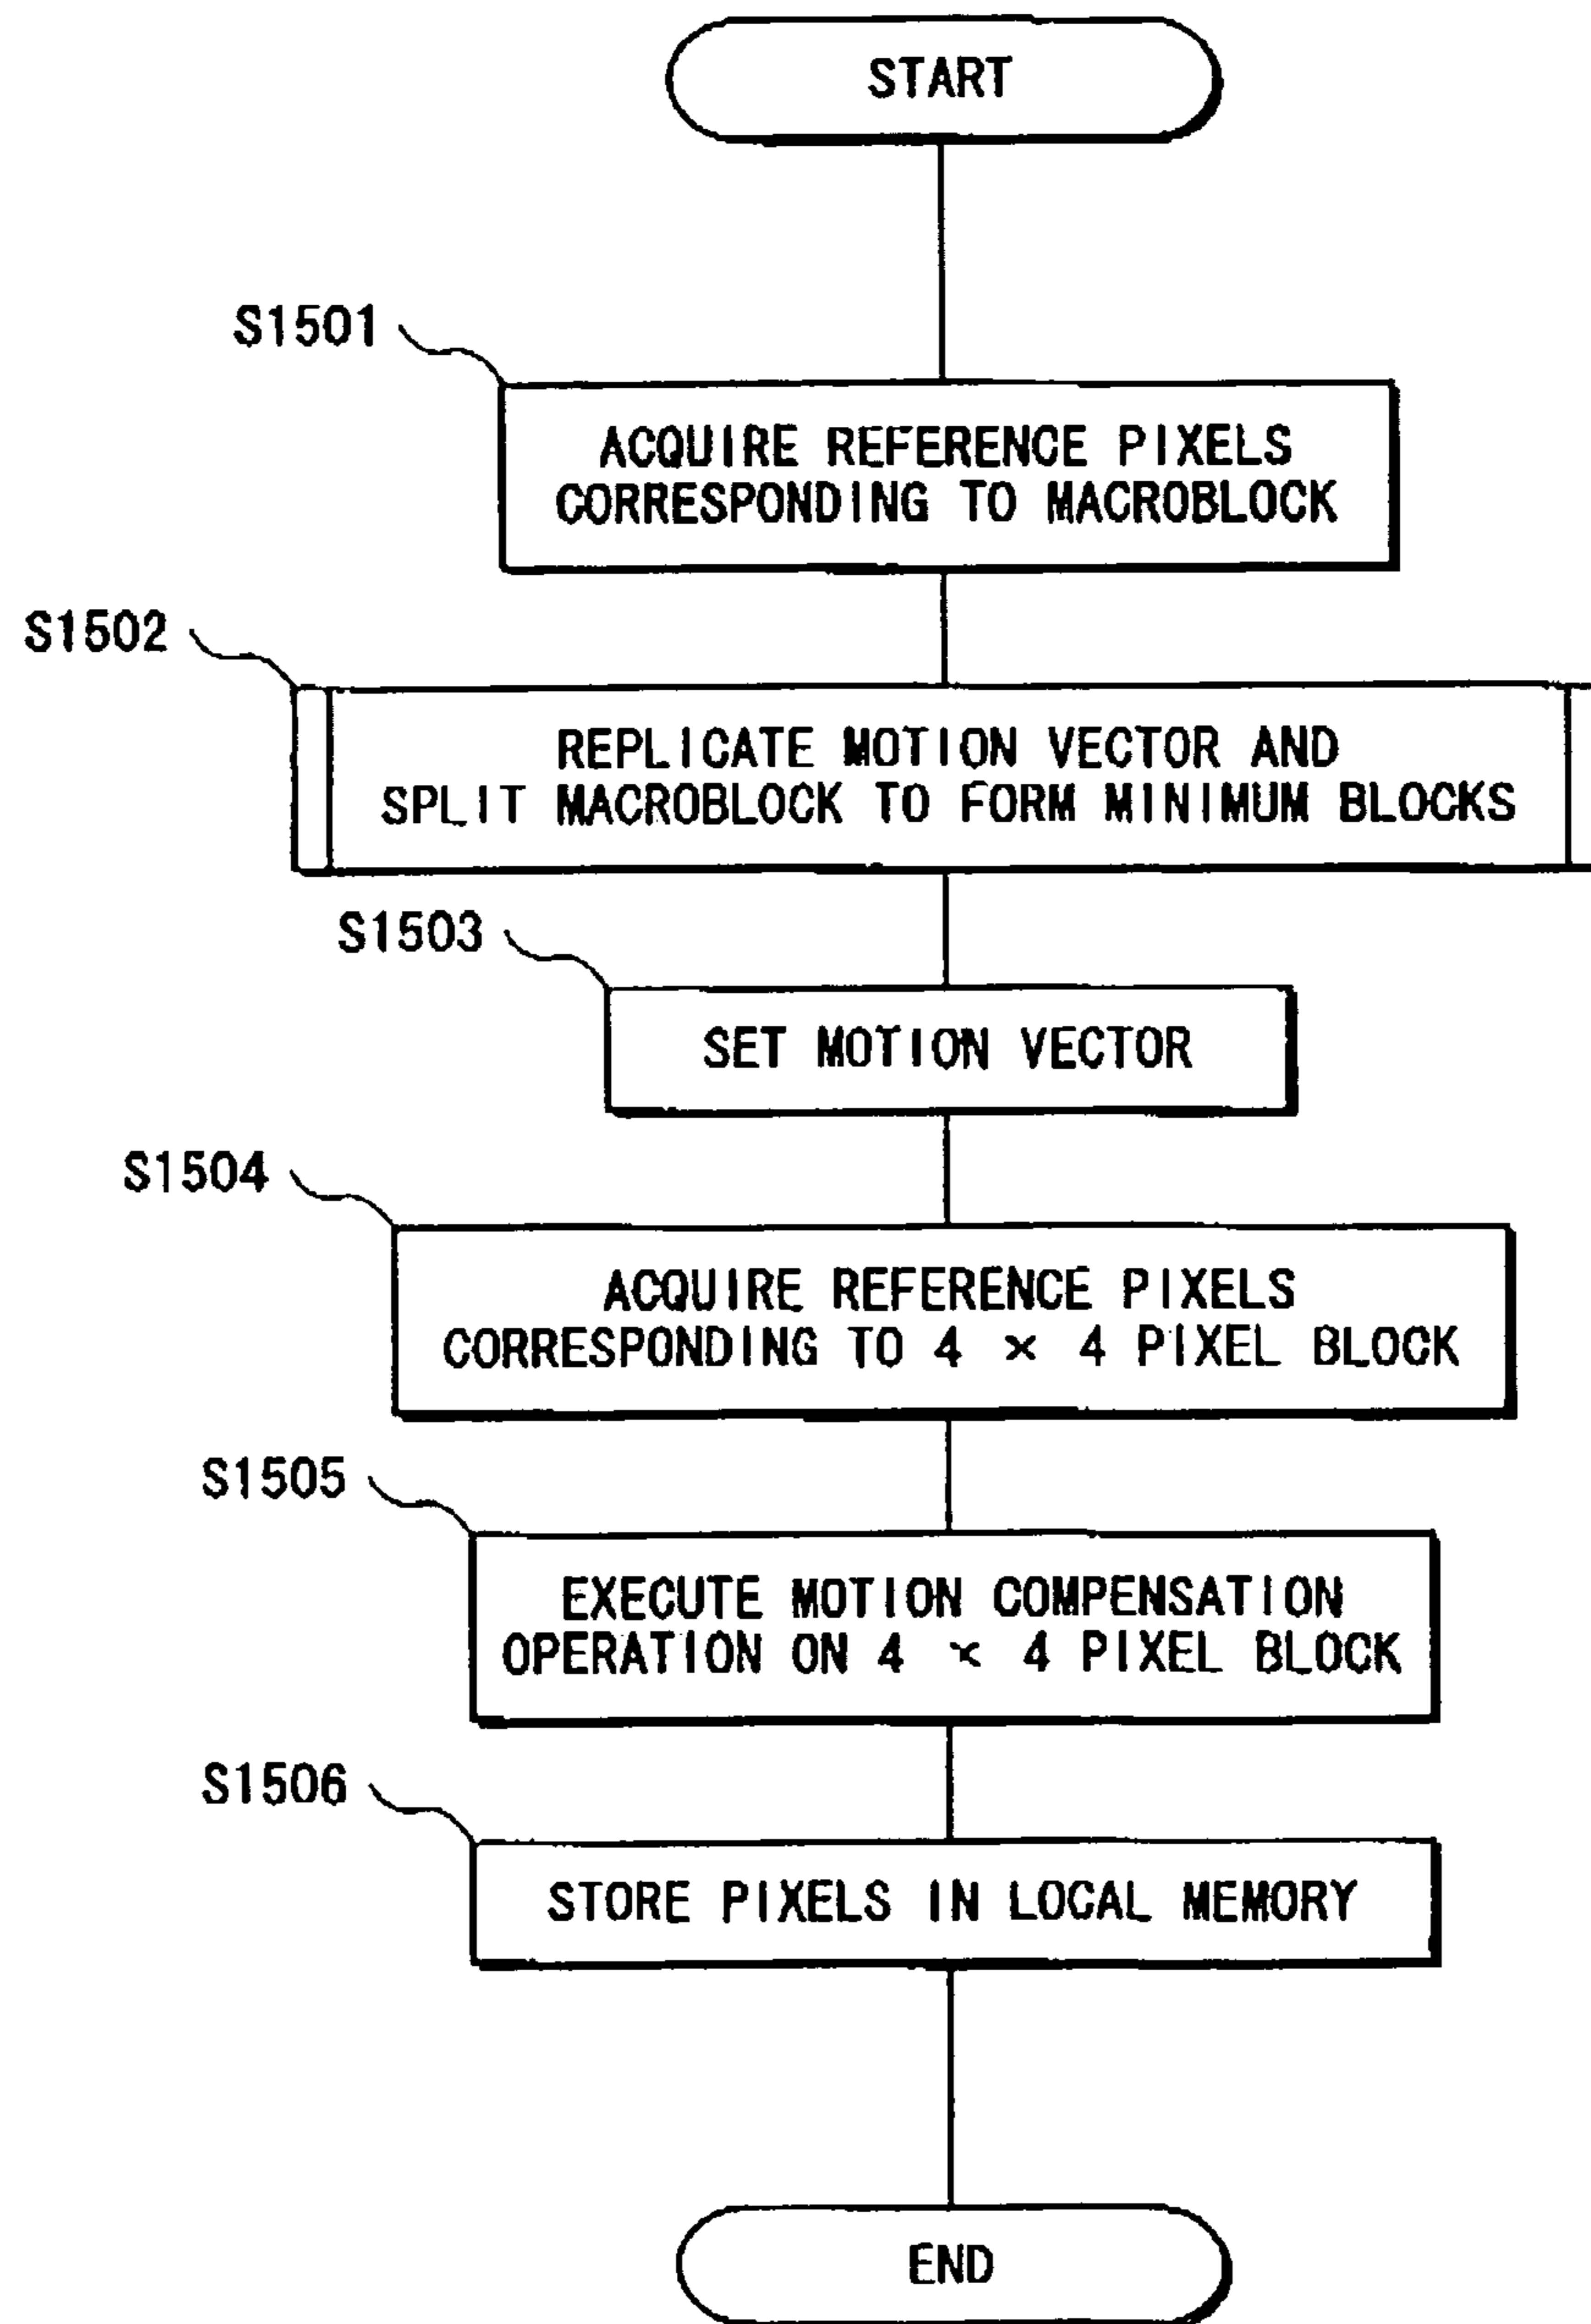 START
S1501
ACQUIRE REFERENCE PIXELS
CORRESPONDING TO MACROBLOCK
S1502
REPLICATE MOTION VECTOR AND
SPLIT MACROBLOCK TO FORM MINIMUM BLOCKS
S1503
SET MOTION VECTOR
S1504
ACQUIRE REFERENCE PIXELS
CORRESPONDING TO 4 × 4 PIXEL BLOCK
S1505
EXECUTE MOTION COMPENSATION
OPERATION ON 4 × 4 PIXEL BLOCK
S1506
STORE PIXELS IN LOCAL MEMORY
END